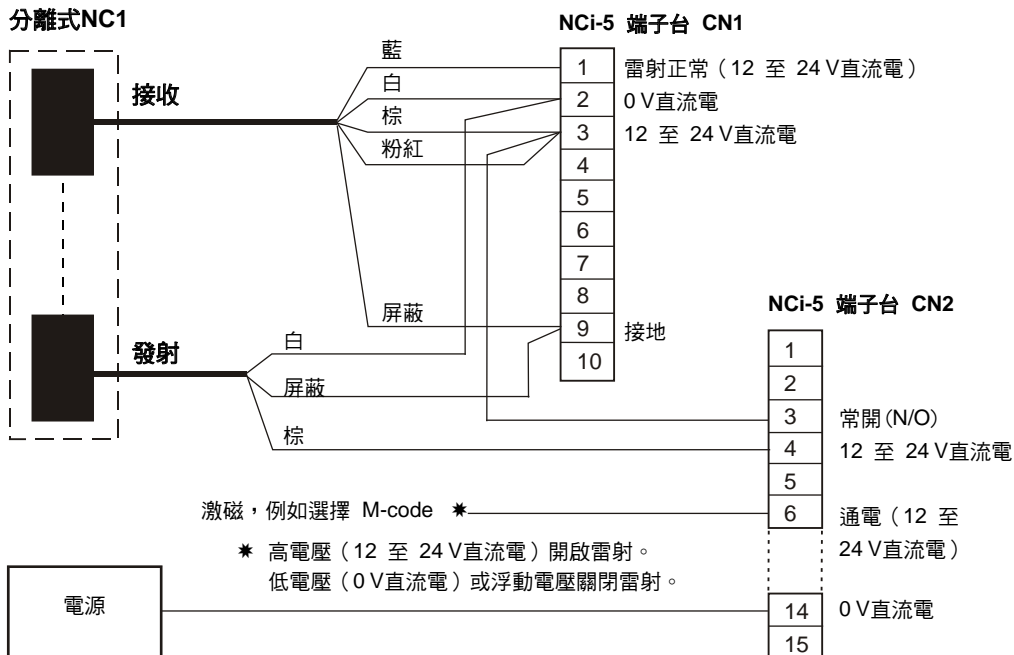 分離式NC1
NCi-5 端子台 CN1
接收
藍
白
棕
粉紅
屏蔽
1 雷射正常（12 至 24 V直流電）
2 0 V直流電
3 12 至 24 V直流電
4
5
6
7
8
9 接地
10
發射
白
屏蔽
棕
NCi-5 端子台 CN2
1
2
3 常開(N/O)
4 12 至 24 V直流電
5
6 通電（12 至
24 V直流電）
激磁，例如選擇 M-code ✷
✷ 高電壓（12 至 24 V直流電）開啟雷射。
低電壓（0 V直流電）或浮動電壓關閉雷射。
電源
14 0 V直流電
15